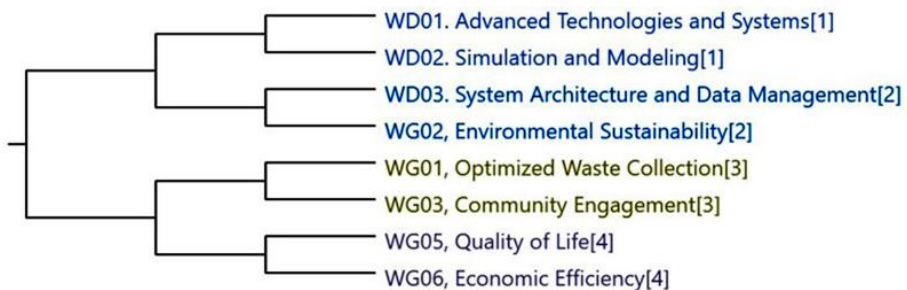 WD01. Advanced Technologies and Systems[1]
WD02. Simulation and Modeling[1]
WD03. System Architecture and Data Management[2]
WG02, Environmental Sustainability[2]
WG01, Optimized Waste Collection[3]
WG03, Community Engagement[3]
WG05, Quality of Life[4]
WG06, Economic Efficiency[4]